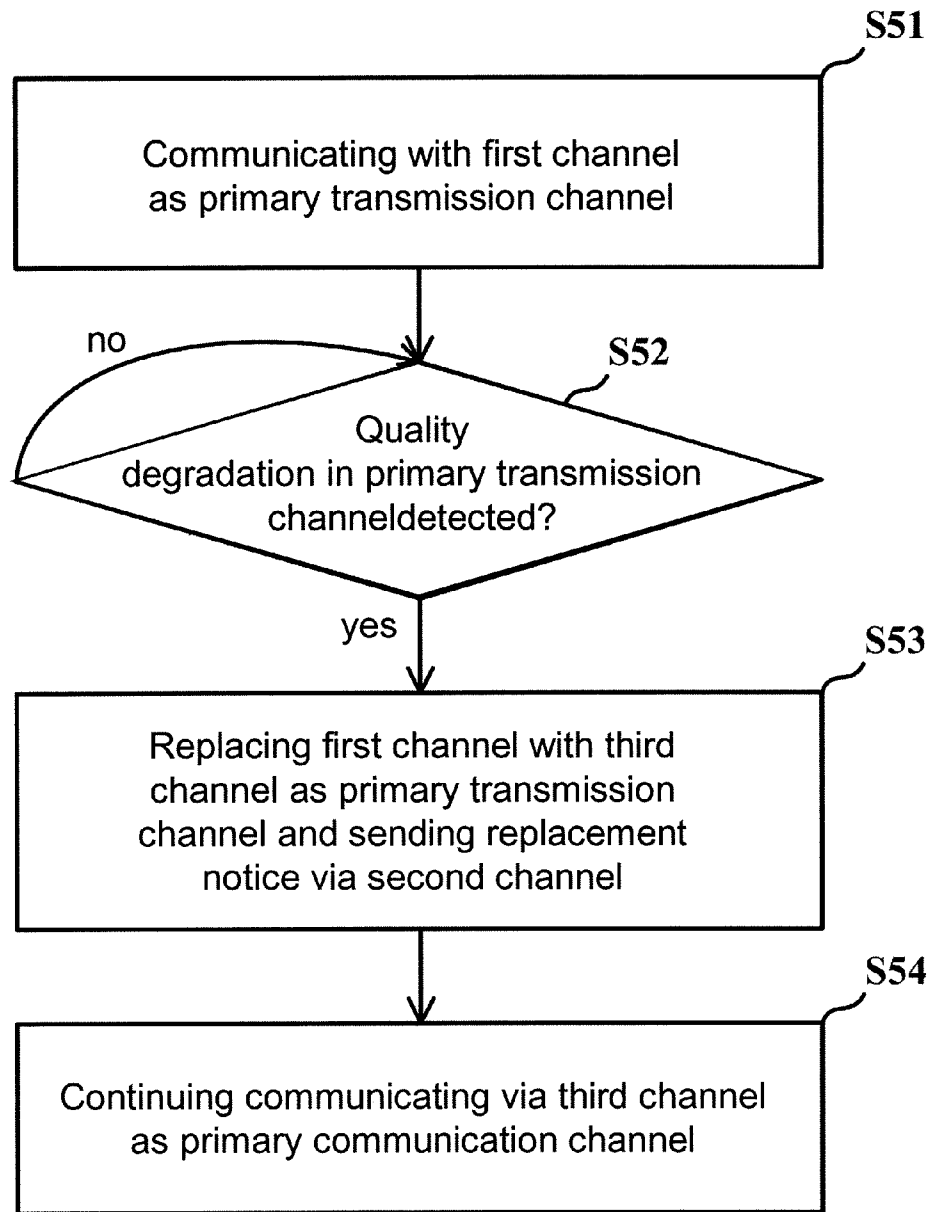 S51
Communicating with first channel
as primary transmission channel
no
S52
Quality
degradation in primary transmission
channeldetected?
yes
S53
Replacing first channel with third
channel as primary transmission
channel and sending replacement
notice via second channel
S54
Continuing communicating via third channel
as primary communication channel